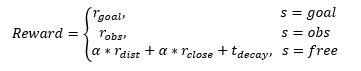 r_goal, s = goal
Reward = { r_obs, s = obs
α * r_dist + α * r_close + t_decay, s = free